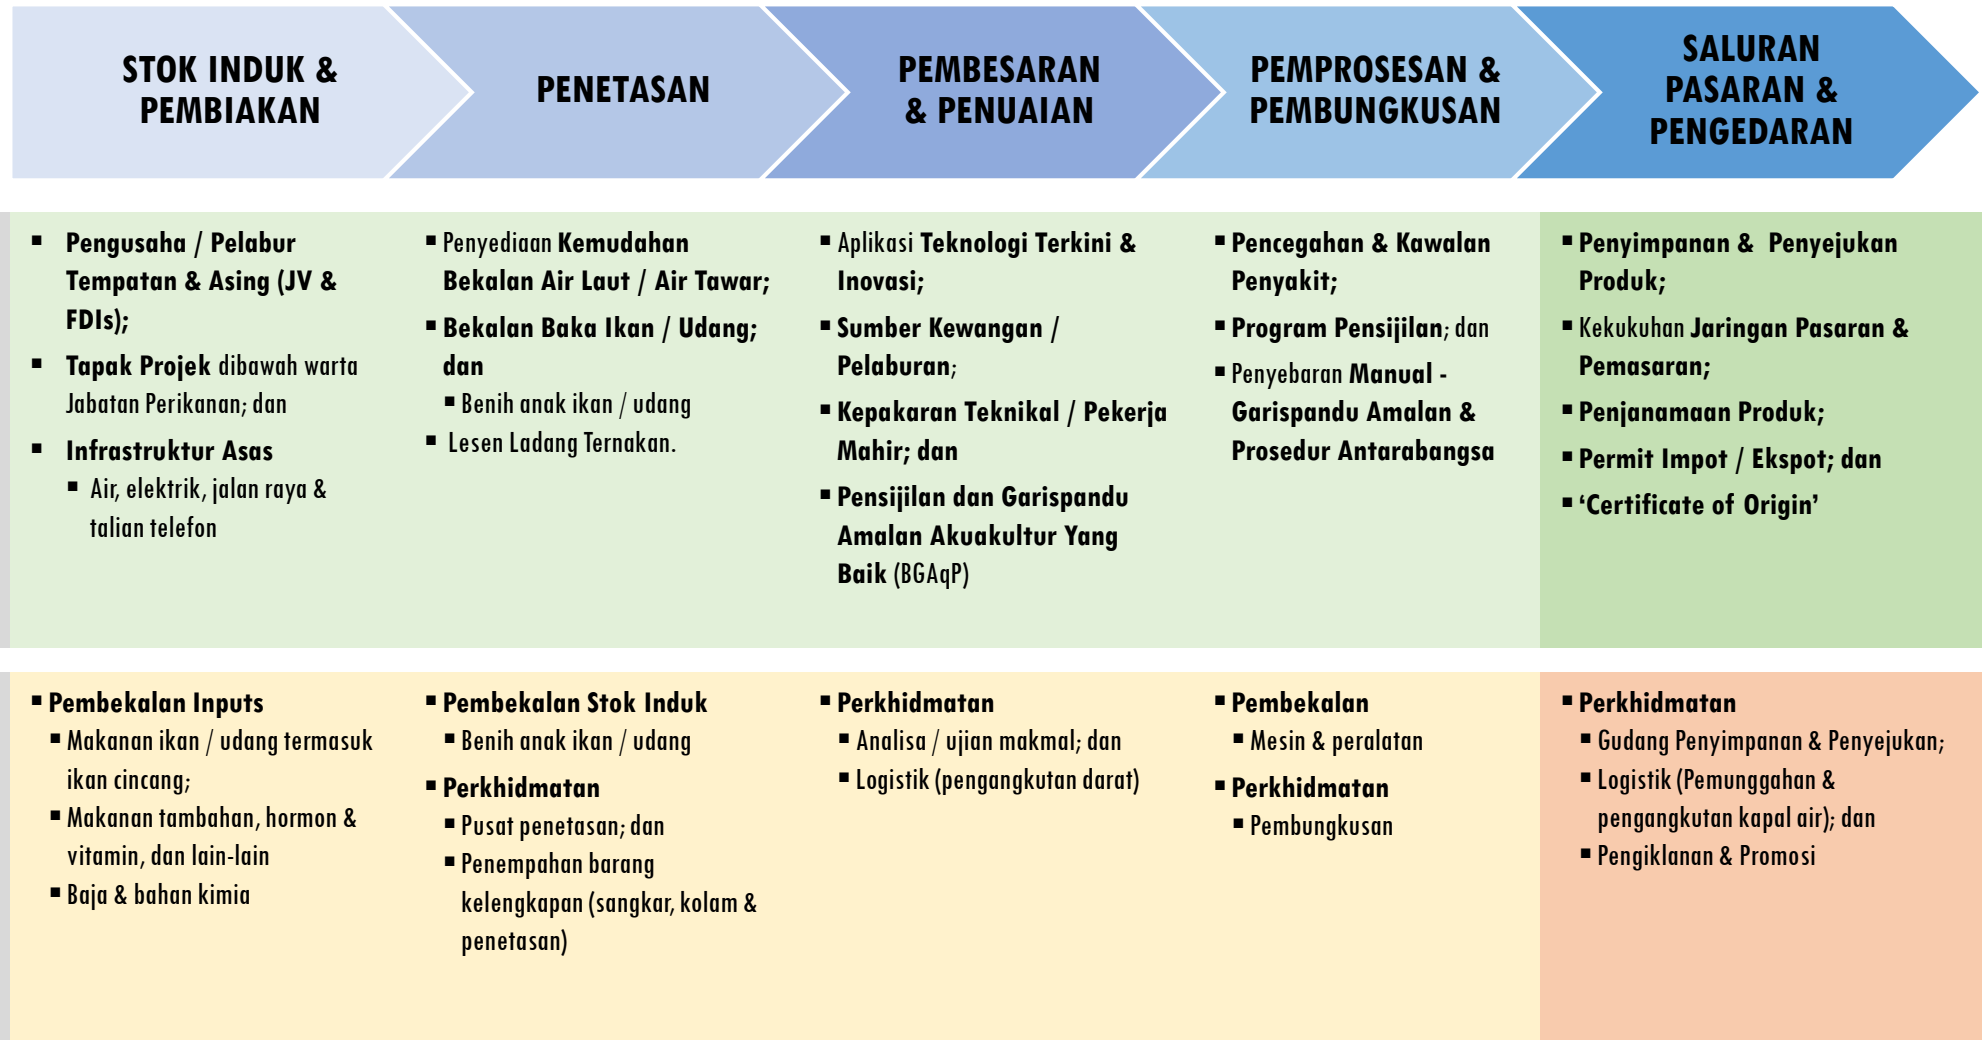 STOK INDUK &
PEMBIAKAN
PENETASAN
PEMBESARAN
& PENUAIAN
PEMPROSESAN &
PEMBUNGKUSAN
SALURAN
PASARAN &
PENGEDARAN
▪ Pengusaha / Pelabur
Tempatan & Asing (JV &
FDIs);
▪ Tapak Projek dibawah warta
Jabatan Perikanan; dan
▪ Infrastruktur Asas
▪ Air, elektrik, jalan raya &
talian telefon
▪ Penyediaan Kemudahan
Bekalan Air Laut / Air Tawar;
▪ Bekalan Baka Ikan / Udang;
dan
▪ Benih anak ikan / udang
▪ Lesen Ladang Ternakan.
▪ Aplikasi Teknologi Terkini &
Inovasi;
▪ Sumber Kewangan /
Pelaburan;
▪ Kepakaran Teknikal / Pekerja
Mahir; dan
▪ Pensijilan dan Garispandu
Amalan Akuakultur Yang
Baik (BGAqP)
▪ Pencegahan & Kawalan
Penyakit;
▪ Program Pensijilan; dan
▪ Penyebaran Manual -
Garispandu Amalan &
Prosedur Antarabangsa
▪ Penyimpanan & Penyejukan
Produk;
▪ Kekukuhan Jaringan Pasaran &
Pemasaran;
▪ Penjanamaan Produk;
▪ Permit Impot / Ekspot; dan
▪ ‘Certificate of Origin’
▪ Pembekalan Inputs
▪ Makanan ikan / udang termasuk
ikan cincang;
▪ Makanan tambahan, hormon &
vitamin, dan lain-lain
▪ Baja & bahan kimia
▪ Pembekalan Stok Induk
▪ Benih anak ikan / udang
▪ Perkhidmatan
▪ Pusat penetasan; dan
▪ Penempahan barang
kelengkapan (sangkar, kolam &
penetasan)
▪ Perkhidmatan
▪ Analisa / ujian makmal; dan
▪ Logistik (pengangkutan darat)
▪ Pembekalan
▪ Mesin & peralatan
▪ Perkhidmatan
▪ Pembungkusan
▪ Perkhidmatan
▪ Gudang Penyimpanan & Penyejukan;
▪ Logistik (Pemunggahan &
pengangkutan kapal air); dan
▪ Pengiklanan & Promosi